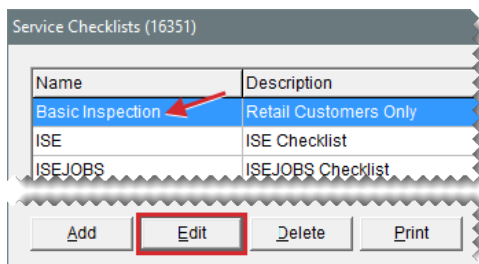 Service Checklists (16351)
Name Description
Basic Inspection Retail Customers Only
ISE ISE Checklist
ISEJOBS ISEJOBS Checklist
Add Edit Delete Print